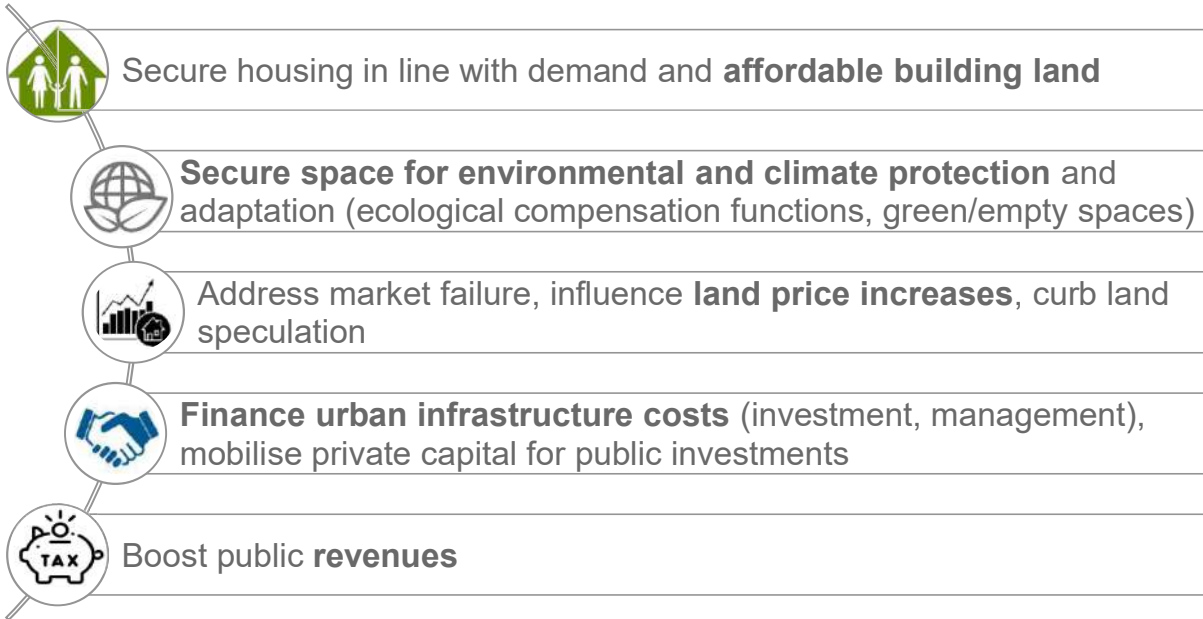 Secure housing in line with demand and affordable building land
Secure space for environmental and climate protection and
adaptation (ecological compensation functions, green/empty spaces)
Address market failure, influence land price increases, curb land
speculation
Finance urban infrastructure costs (investment, management),
mobilise private capital for public investments
TAX
Boost public revenues